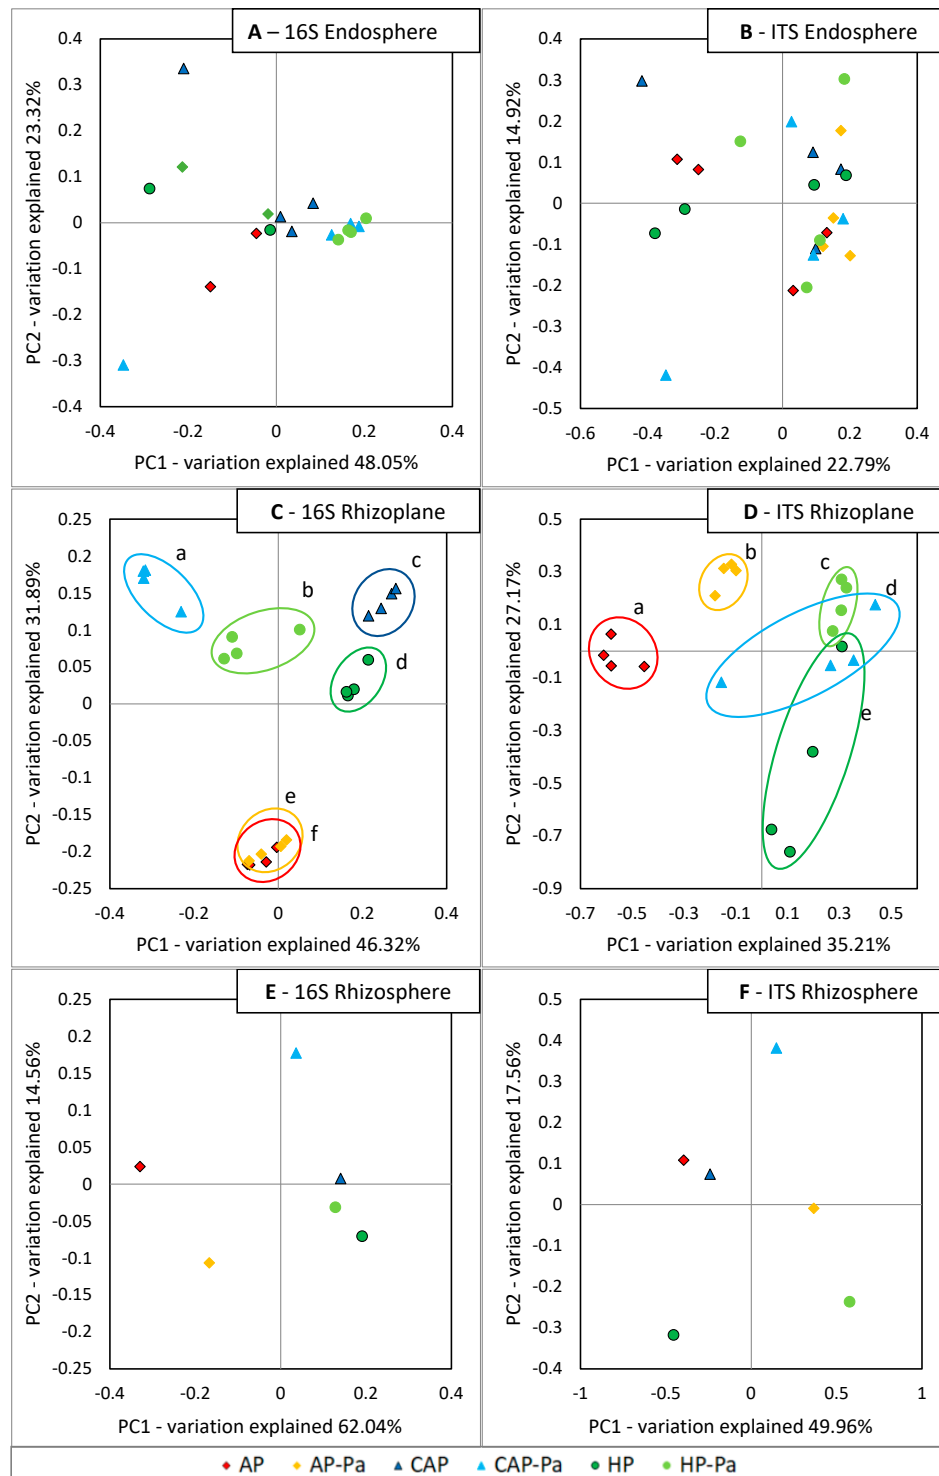 A – 16S Endosphere
B - ITS Endosphere
0.4
0.3
0.2
0.1
0
-0.1
-0.2
-0.3
-0.4
PC2 - variation explained 23.32%
-0.4 -0.2 0 0.2 0.4
PC1 - variation explained 48.05%
0.4
0.3
0.2
0.1
0
-0.1
-0.2
-0.3
-0.4
-0.5
PC2 - variation explained 14.92%
-0.6 -0.4 -0.2 0 0.2 0.4
PC1 - variation explained 22.79%
C - 16S Rhizoplane
D - ITS Rhizoplane
0.25
0.2
0.15
0.1
0.05
0
-0.05
-0.1
-0.15
-0.2
-0.25
PC2 - variation explained 31.89%
a
b
c
d
e
f
-0.4 -0.2 0 0.2 0.4
PC1 - variation explained 46.32%
0.5
0.3
0.1
-0.1
-0.3
-0.5
-0.7
-0.9
PC2 - variation explained 27.17%
a
b
c
d
e
-0.7 -0.5 -0.3 -0.1 0.1 0.3 0.5
PC1 - variation explained 35.21%
E - 16S Rhizosphere
F - ITS Rhizosphere
0.25
0.2
0.15
0.1
0.05
0
-0.05
-0.1
-0.15
-0.2
-0.25
PC2 - variation explained 14.56%
-0.4 -0.2 0 0.2 0.4
PC1 - variation explained 62.04%
0.5
0.4
0.3
0.2
0.1
0
-0.1
-0.2
-0.3
-0.4
PC2 - variation explained 17.56%
-1 -0.5 0 0.5 1
PC1 - variation explained 49.96%
AP AP-Pa CAP CAP-Pa HP HP-Pa